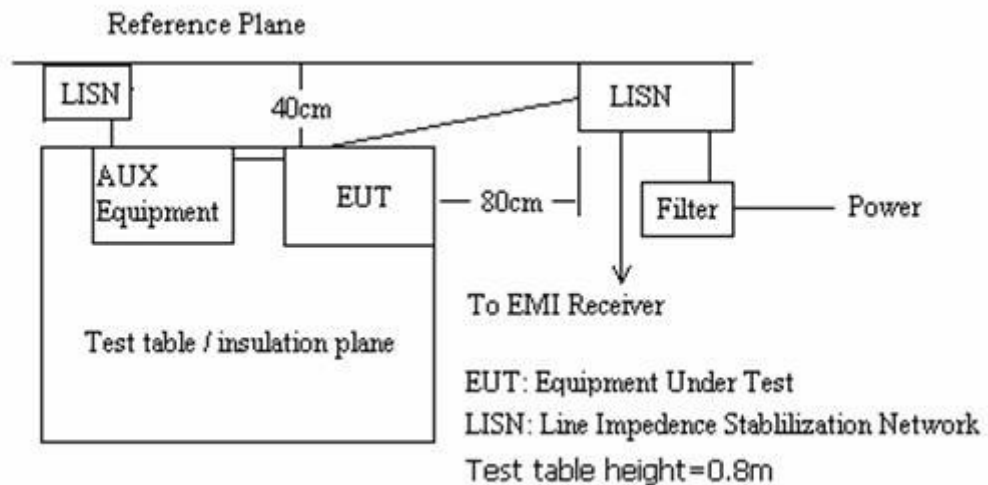 Reference Plane
LISN
40cm
LISN
AUX
Equipment
EUT
80cm
Filter
Power
To EMI Receiver
Test table / insulation plane
EUT: Equipment Under Test
LISN: Line Impedence Stablilization Network
Test table height=0.8m